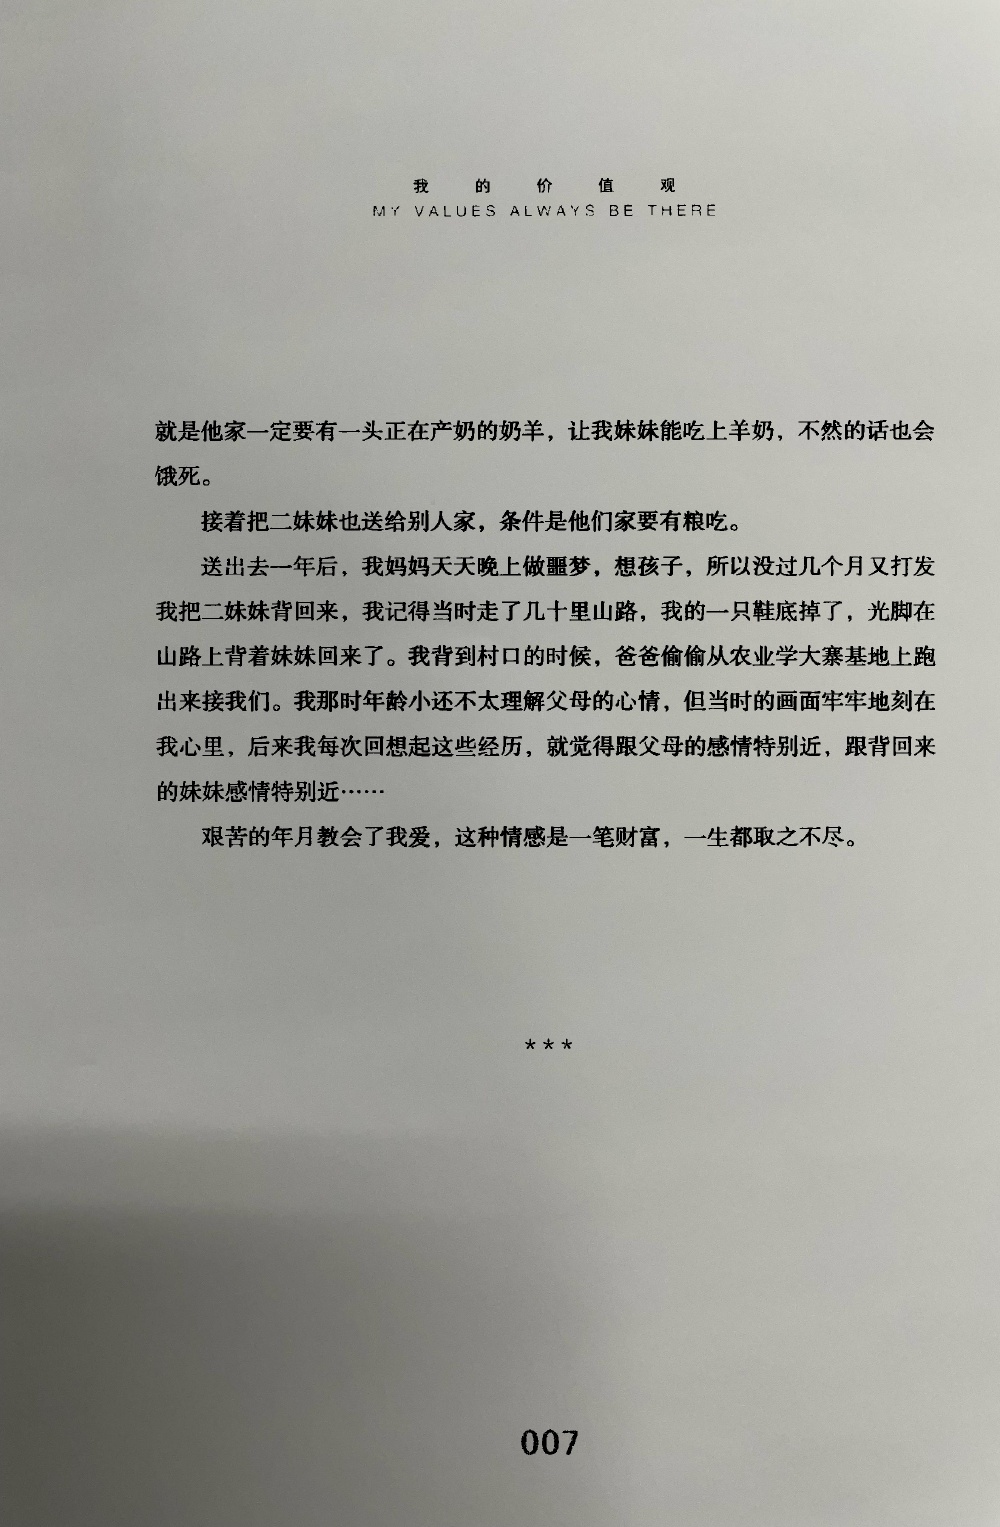 我的价值观
MY VALUES ALWAYS BE THERE
就是他家一定要有一头正在产奶的奶羊，让我妹妹能吃上羊奶，不然的话也会
饿死。
接着把二妹妹也送给别人家，条件是他们家要有粮吃。
送出去一年后，我妈妈天天晚上做噩梦，想孩子，所以没过几个月又打发
我把二妹妹背回来，我记得当时走了几十里山路，我的一只鞋底掉了，光脚在
山路上背着妹妹回来了。我背到村口的时候，爸爸偷偷从农业学大寨基地上跑
出来接我们。我那时年龄小还不太理解父母的心情，但当时的画面牢牢地刻在
我心里，后来我每次回想起这些经历，就觉得跟父母的感情特别近，跟背回来
的妹妹感情特别近……
艰苦的年月教会了我爱，这种情感是一笔财富，一生都取之不尽。
***
007